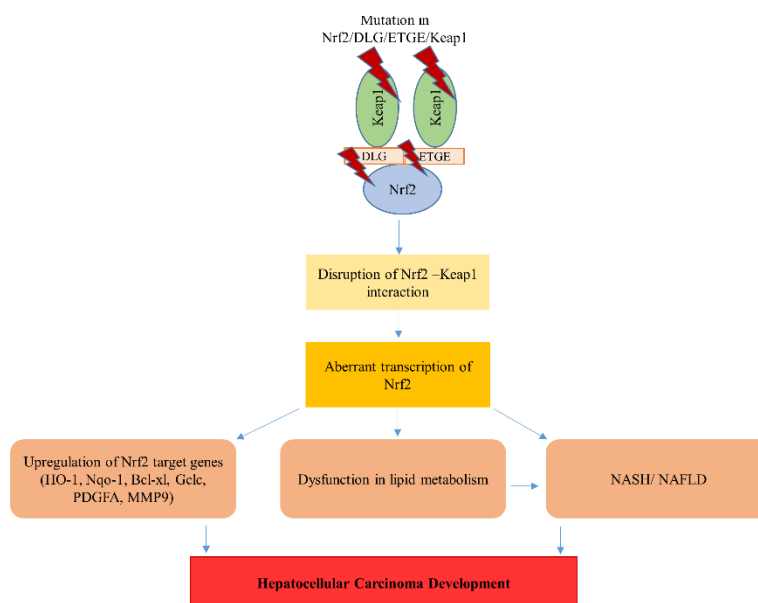 Mutation in
Nrf2/DLG/ETGE/Keap1
Keap1
Keap1
DLG
ETGE
Nrf2
Disruption of Nrf2 –Keap1
interaction
Aberrant transcription of
Nrf2
Upregulation of Nrf2 target genes
(HO-1, Nqo-1, Bcl-xl, Gclc,
PDGFA, MMP9)
Dysfunction in lipid metabolism
NASH/ NAFLD
Hepatocellular Carcinoma Development